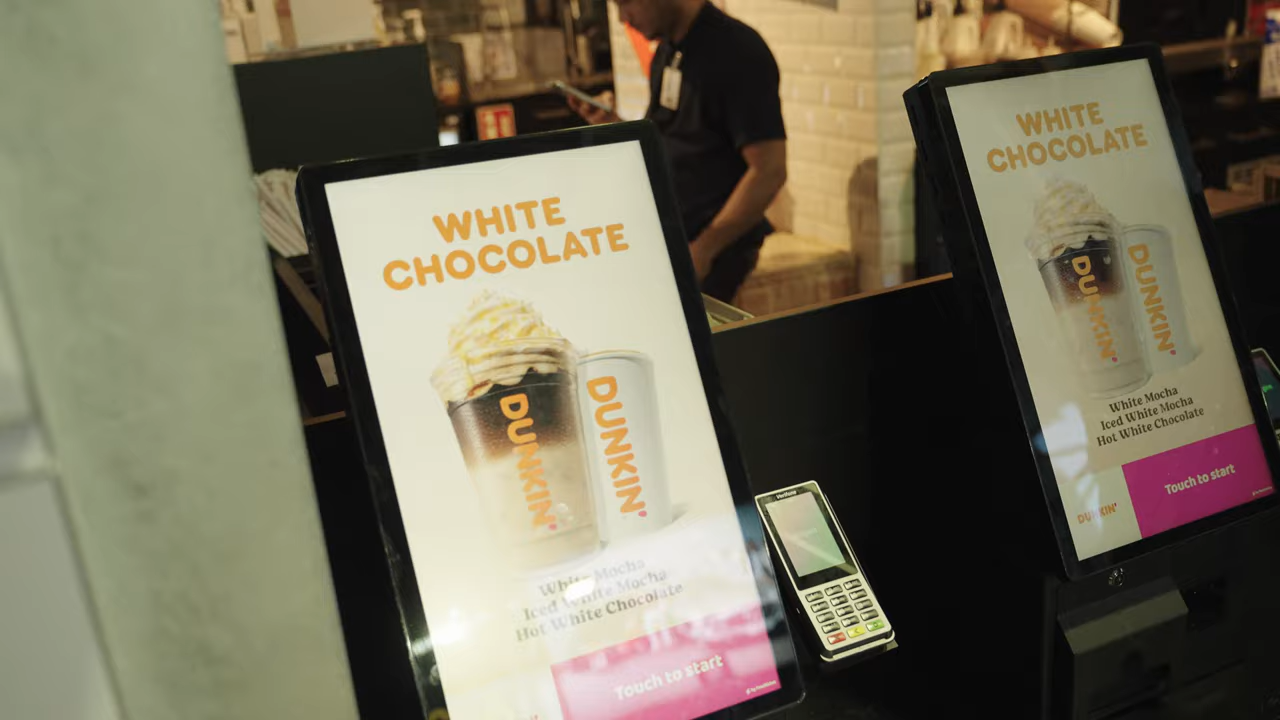 WHITE
CHOCOLATE
DUNKIN'
DUNKIN'
White Mocha
Iced White Mocha
Hot White Chocolate
Touch to start
Verifone
WHITE
CHOCOLATE
DUNKIN'
DUNKIN'
White Mocha
Iced White Mocha
Hot White Chocolate
Touch to start
DUNKIN'